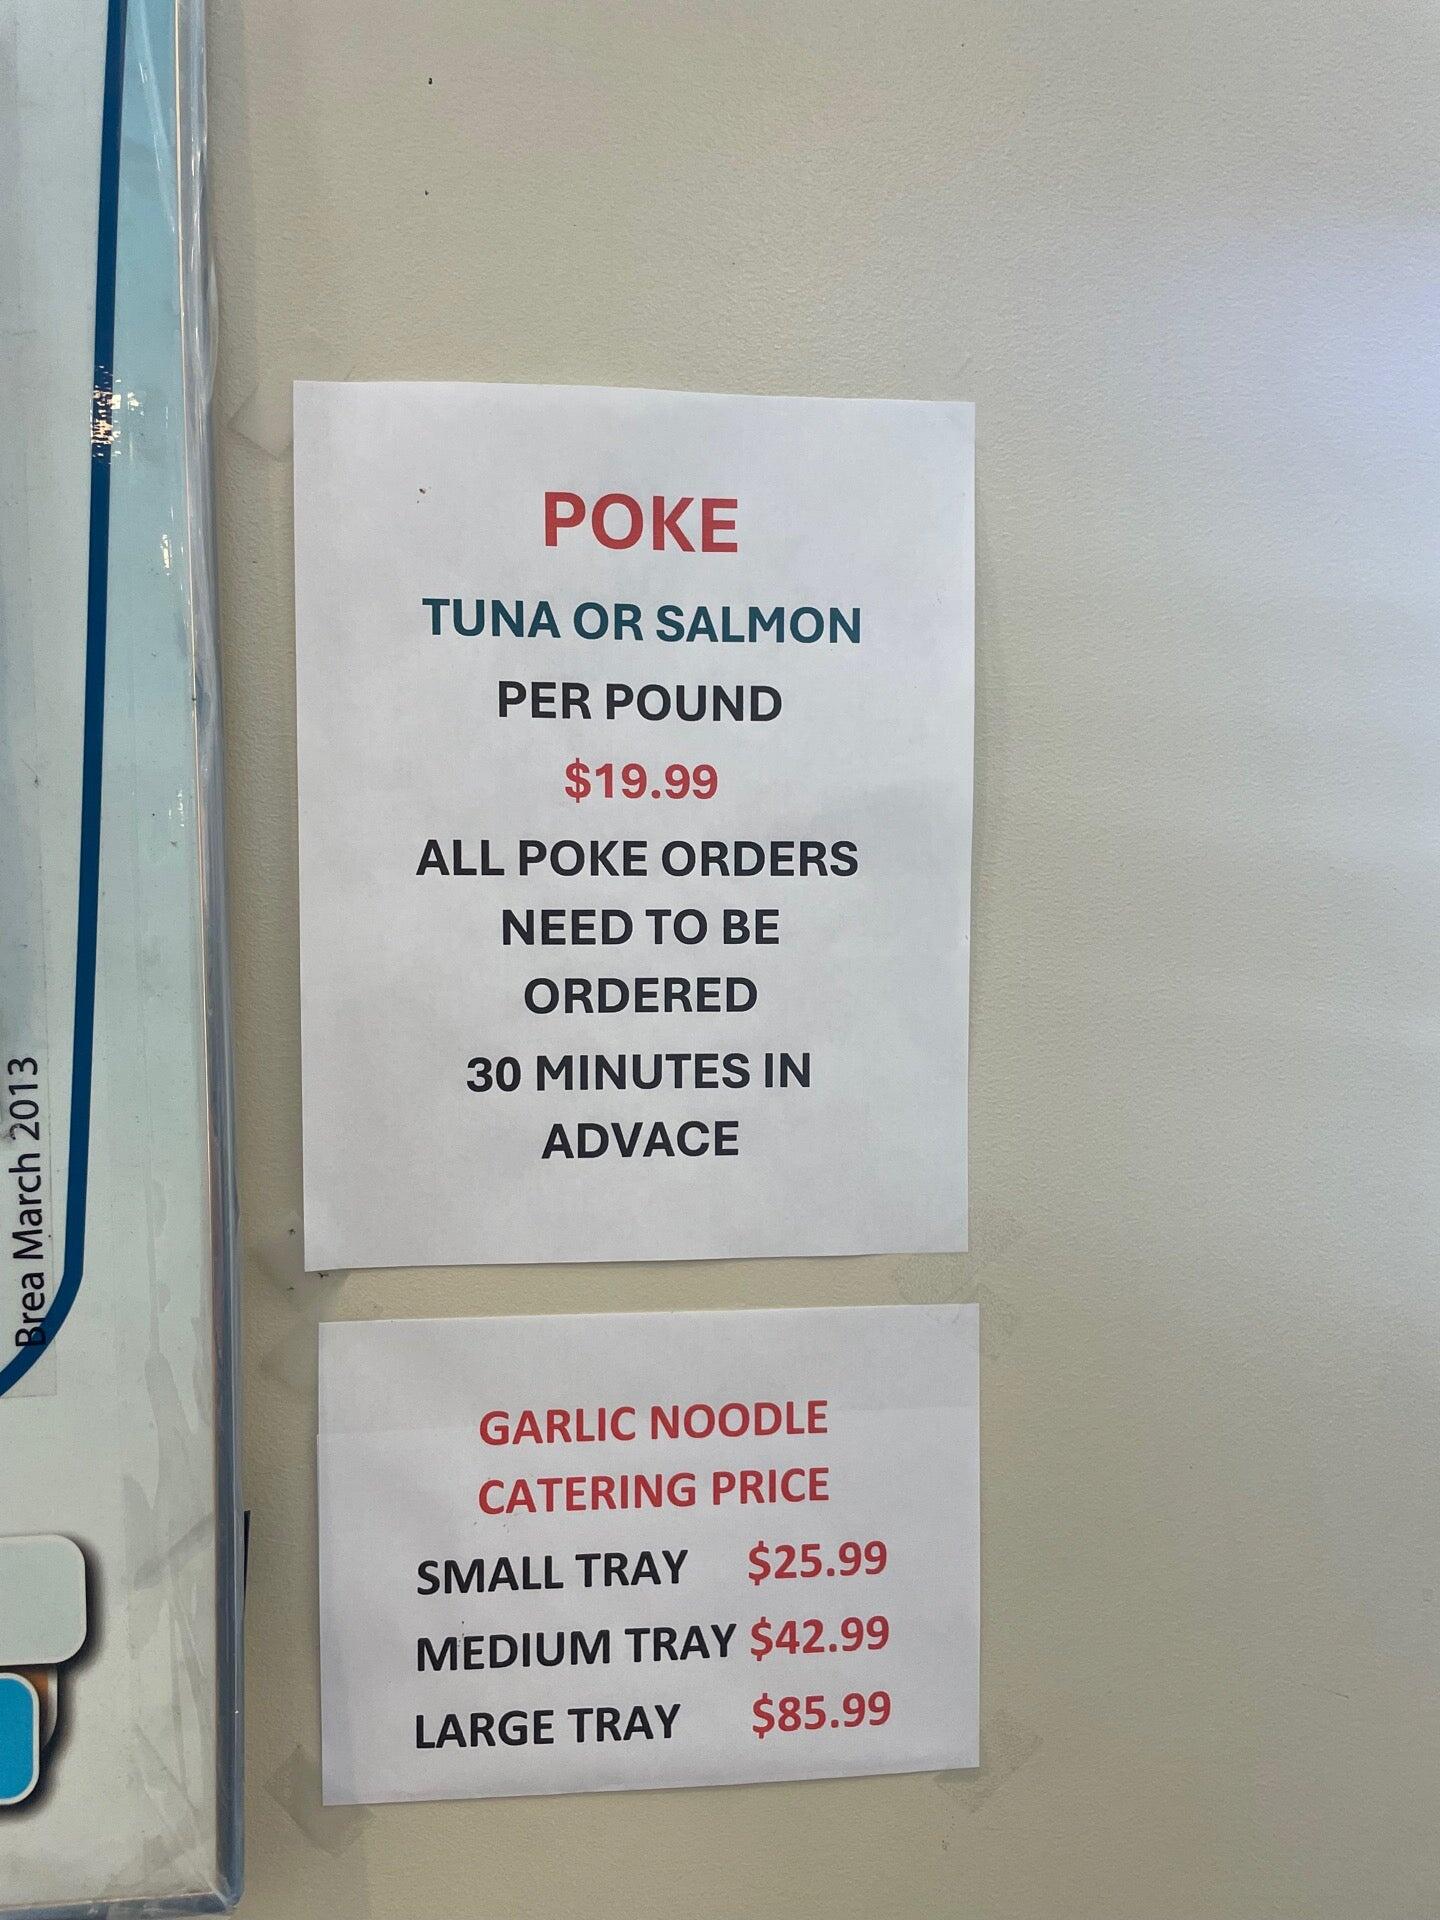 POKE
TUNA OR SALMON
PER POUND
$19.99
ALL POKE ORDERS
NEED TO BE
ORDERED
30 MINUTES IN
ADVACE
GARLIC NOODLE
CATERING PRICE
SMALL TRAY $25.99
MEDIUM TRAY $42.99
LARGE TRAY $85.99
Brea March 2013